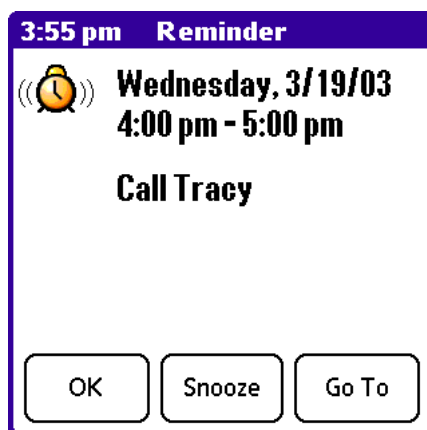 3:55 pm Reminder
Wednesday, 3/19/03
4:00 pm - 5:00 pm
Call Tracy
OK Snooze Go To